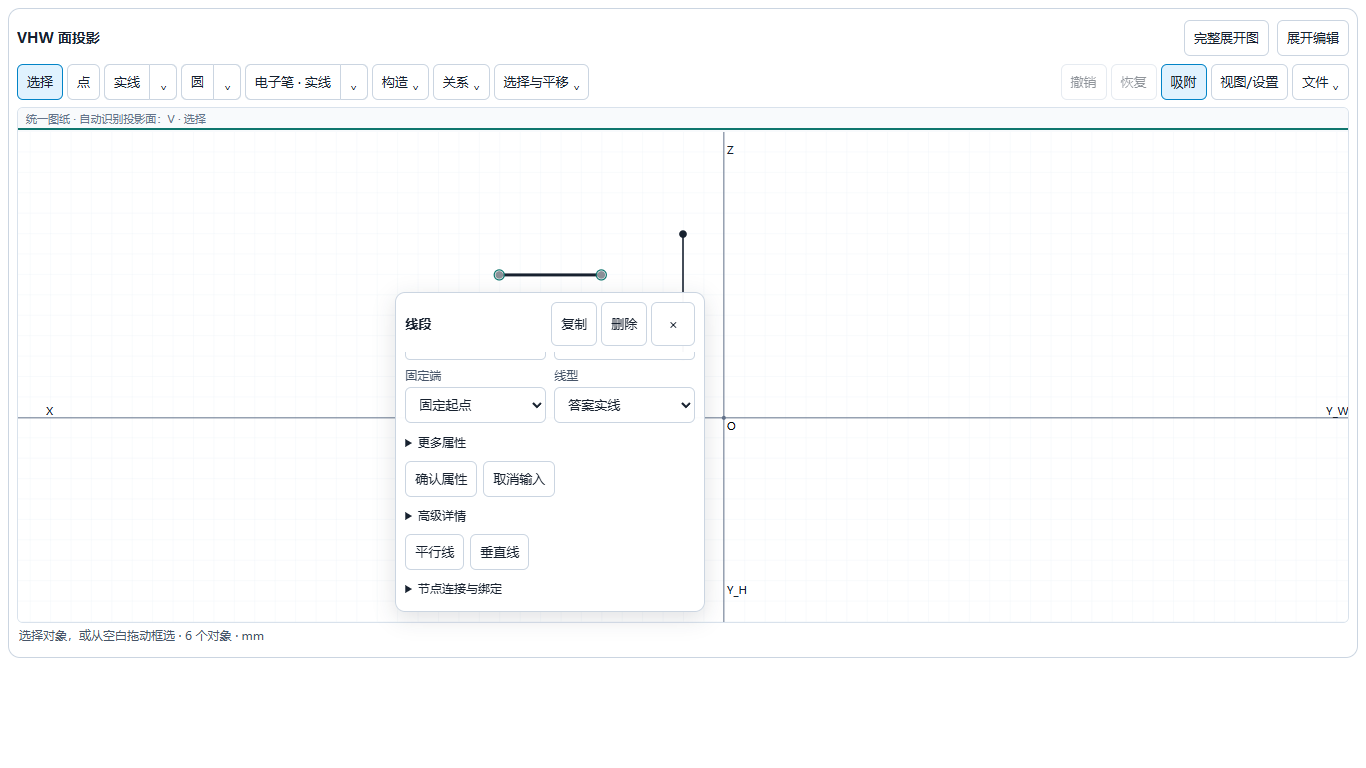 VHW 面投影
完整展开图 展开编辑
选择 点 实线 ⌄ 圆 ⌄ 电子笔 · 实线 ⌄ 构造 ⌄ 关系 ⌄ 选择与平移 ⌄ 撤销 恢复 吸附 视图/设置 文件 ⌄
统一图纸 · 自动识别投影面：V · 选择
Z
线段 复制 删除 ×
固定端 线型
固定起点 答案实线
X Y_W
O
更多属性
确认属性 取消输入
高级详情
平行线 垂直线
节点连接与绑定
Y_H
选择对象，或从空白拖动框选 · 6 个对象 · mm